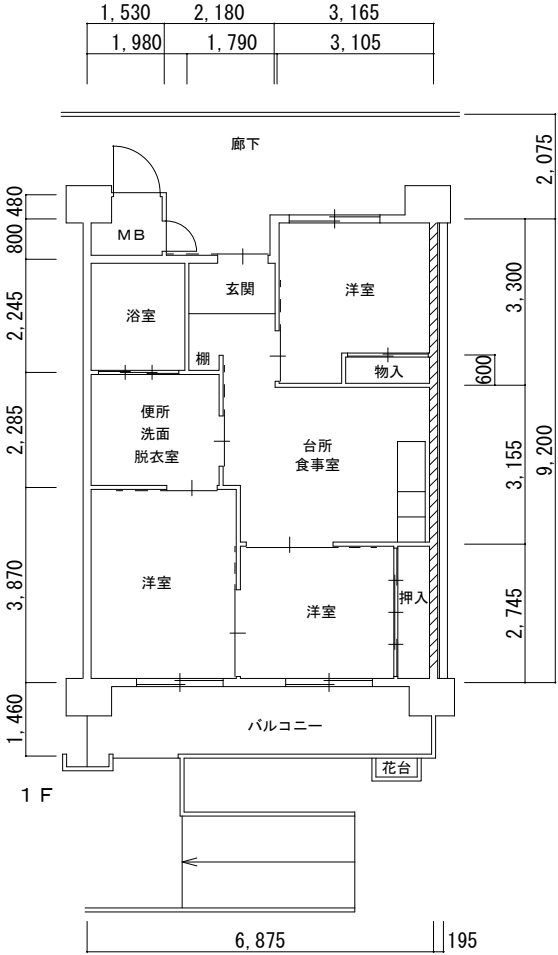 1,530 2,180 3,165
1,980 1,790 3,105
廊下
2,075
480
MB
800
玄関
洋室
3,300
浴室
2,245
棚
物入
600
便所
洗面
脱衣室
2,285
台所
食事室
3,155
9,200
洋室
3,870
洋室
押入
2,745
バルコニー
1,460
花台
1F
6,875 195